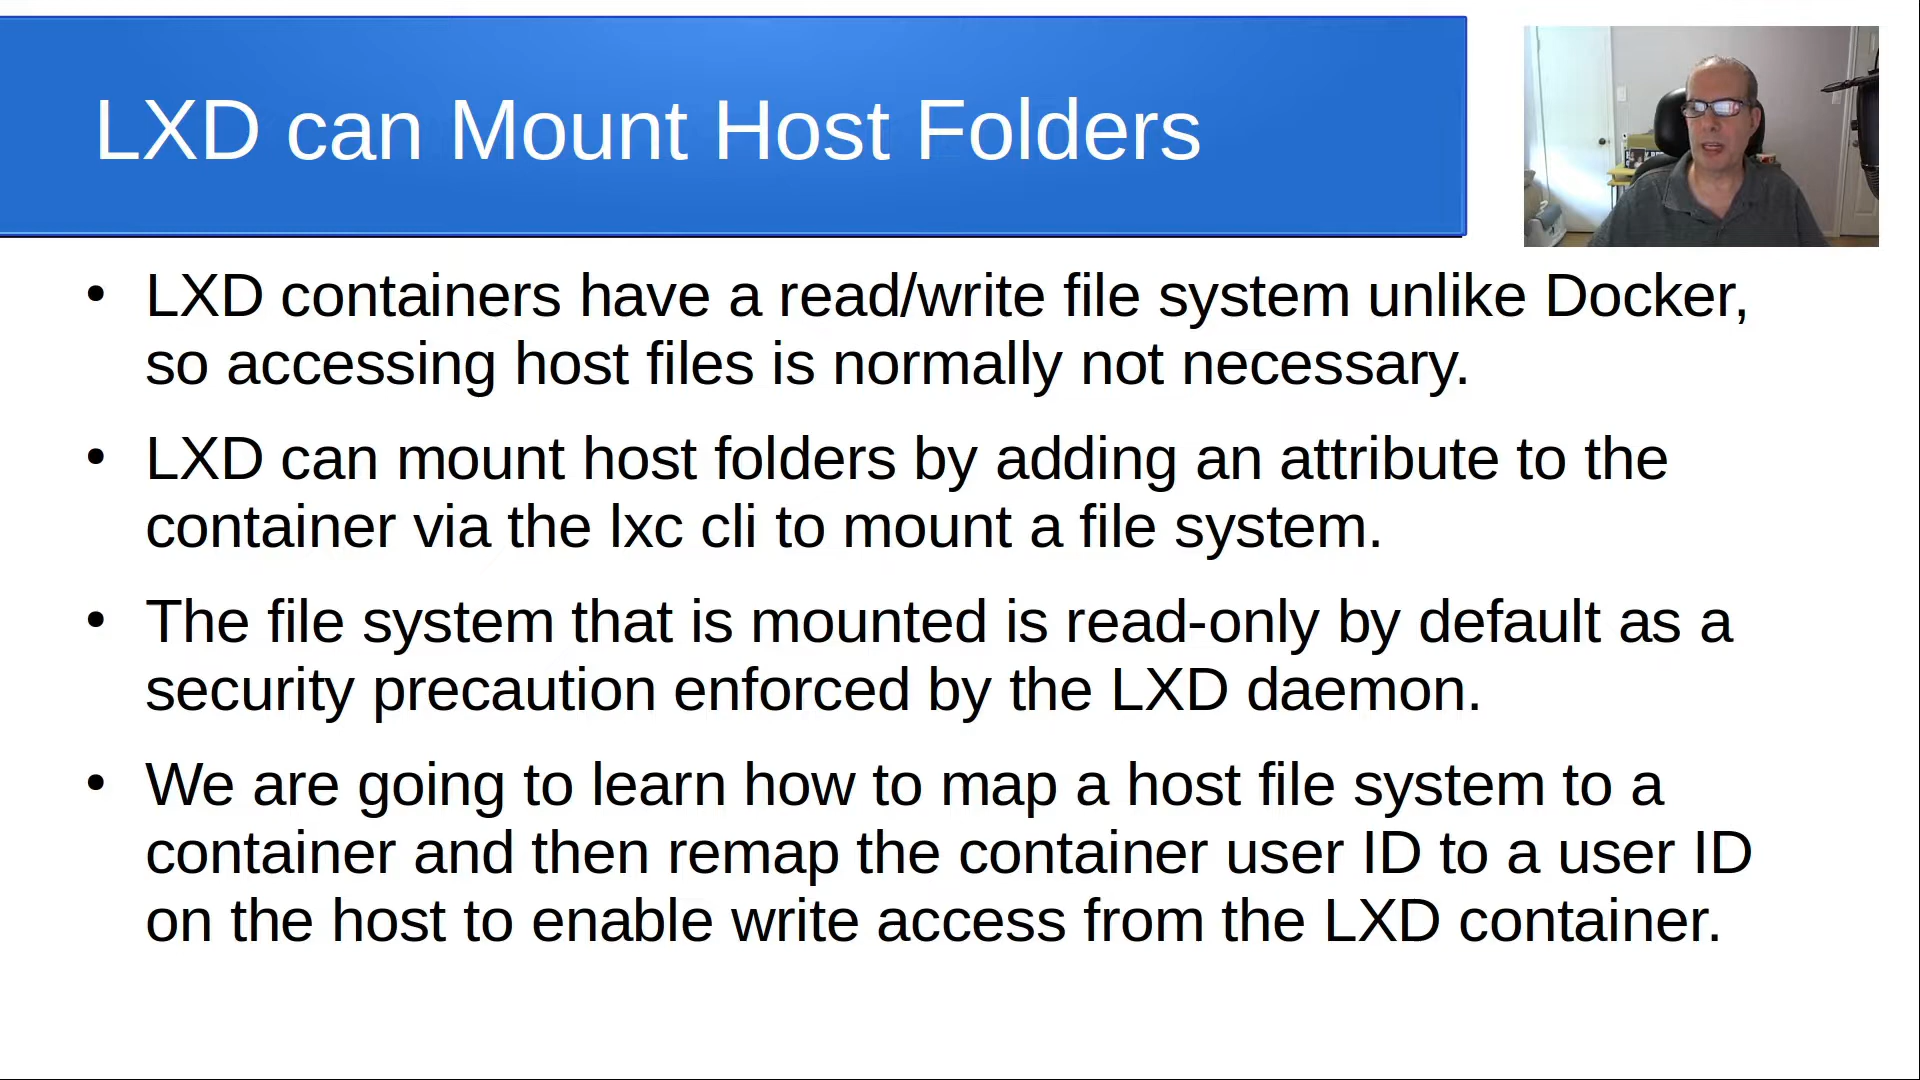 LXD can Mount Host Folders
• LXD containers have a read/write file system unlike Docker,
so accessing host files is normally not necessary.
• LXD can mount host folders by adding an attribute to the
container via the lxc cli to mount a file system.
• The file system that is mounted is read-only by default as a
security precaution enforced by the LXD daemon.
• We are going to learn how to map a host file system to a
container and then remap the container user ID to a user ID
on the host to enable write access from the LXD container.